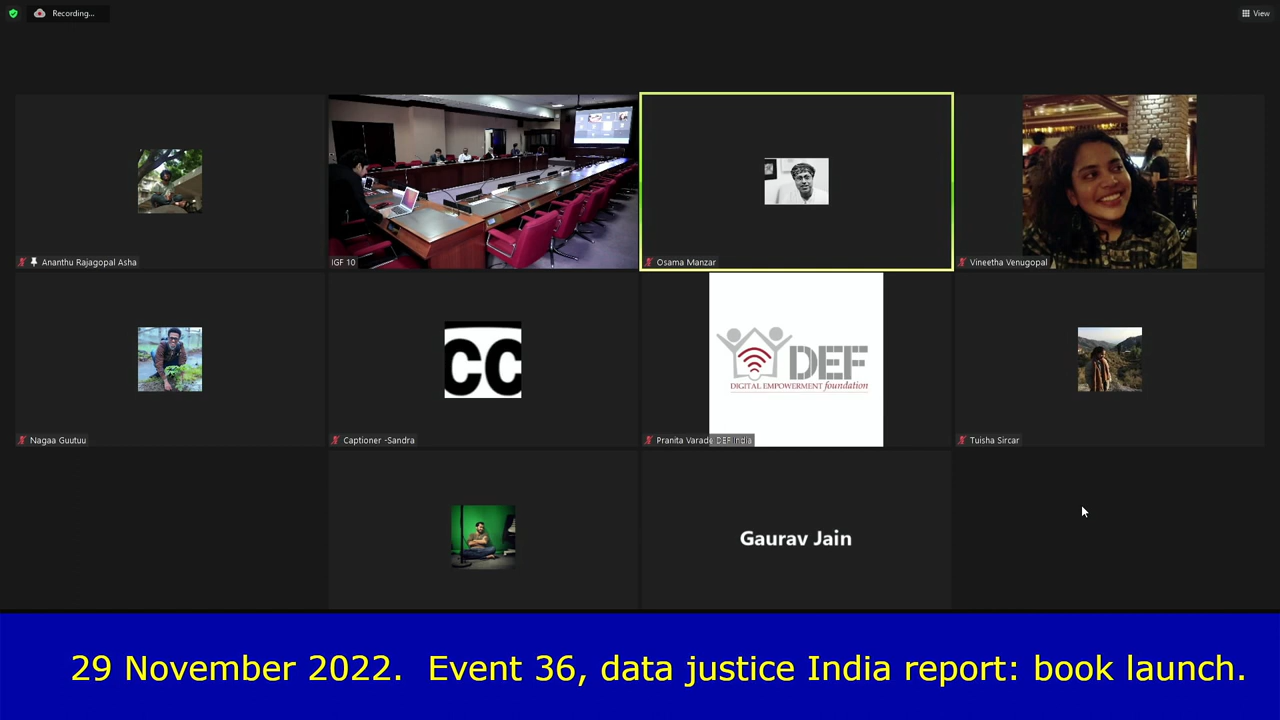 Recording...
View
Ananthu Rajagopal Asha
IGF 10
Osama Manzar
Vineetha Venugopal
Nagaa Guutuu
CC
Captioner -Sandra
DEF
DIGITAL EMPOWERMENT foundation
Pranita Varade DEF India
Tuisha Sircar
Gaurav Jain
29 November 2022.  Event 36, data justice India report: book launch.